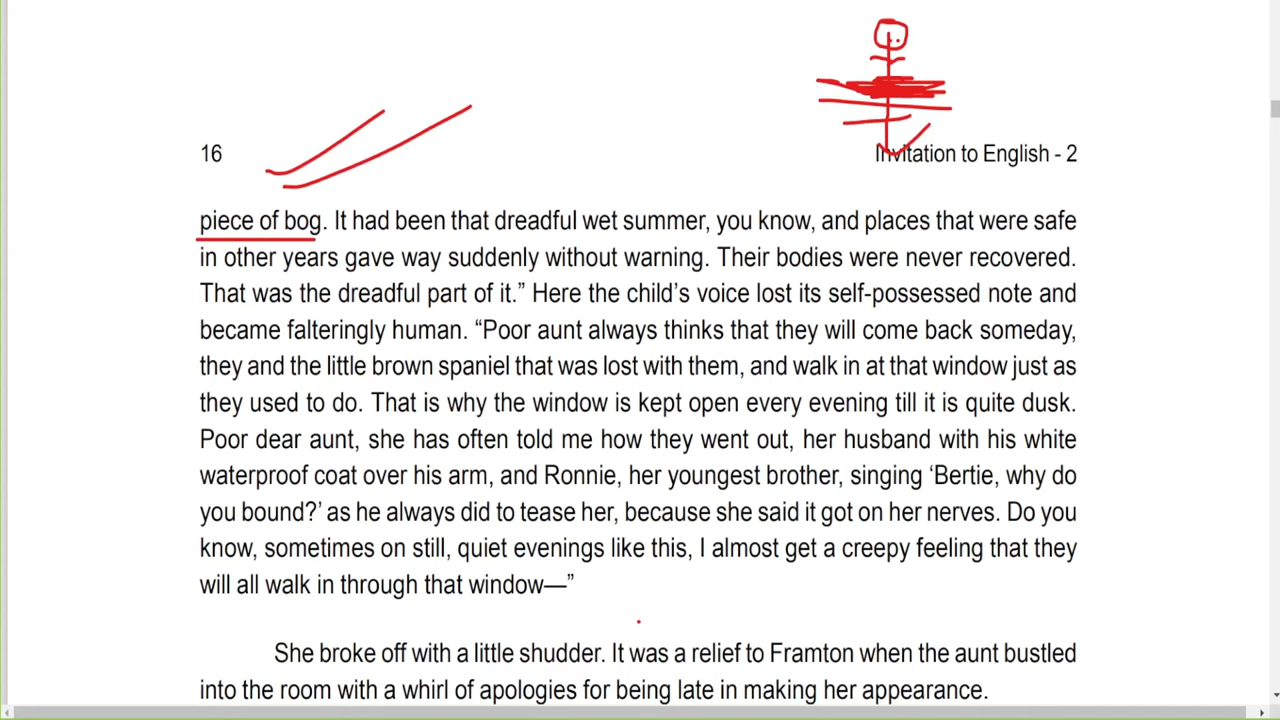 16
Invitation to English - 2
piece of bog. It had been that dreadful wet summer, you know, and places that were safe
in other years gave way suddenly without warning. Their bodies were never recovered.
That was the dreadful part of it.” Here the child’s voice lost its self-possessed note and
became falteringly human. “Poor aunt always thinks that they will come back someday,
they and the little brown spaniel that was lost with them, and walk in at that window just as
they used to do. That is why the window is kept open every evening till it is quite dusk.
Poor dear aunt, she has often told me how they went out, her husband with his white
waterproof coat over his arm, and Ronnie, her youngest brother, singing ‘Bertie, why do
you bound?’ as he always did to tease her, because she said it got on her nerves. Do you
know, sometimes on still, quiet evenings like this, I almost get a creepy feeling that they
will all walk in through that window—”
She broke off with a little shudder. It was a relief to Framton when the aunt bustled
into the room with a whirl of apologies for being late in making her appearance.